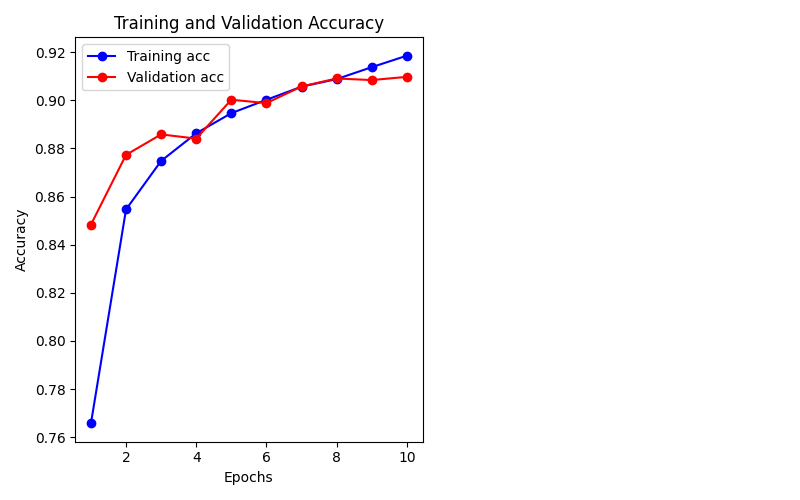 Training and Validation Accuracy
Training acc
Validation acc
0.92
0.90
0.88
0.86
0.84
0.82
0.80
0.78
0.76
Accuracy
2 4 6 8 10
Epochs